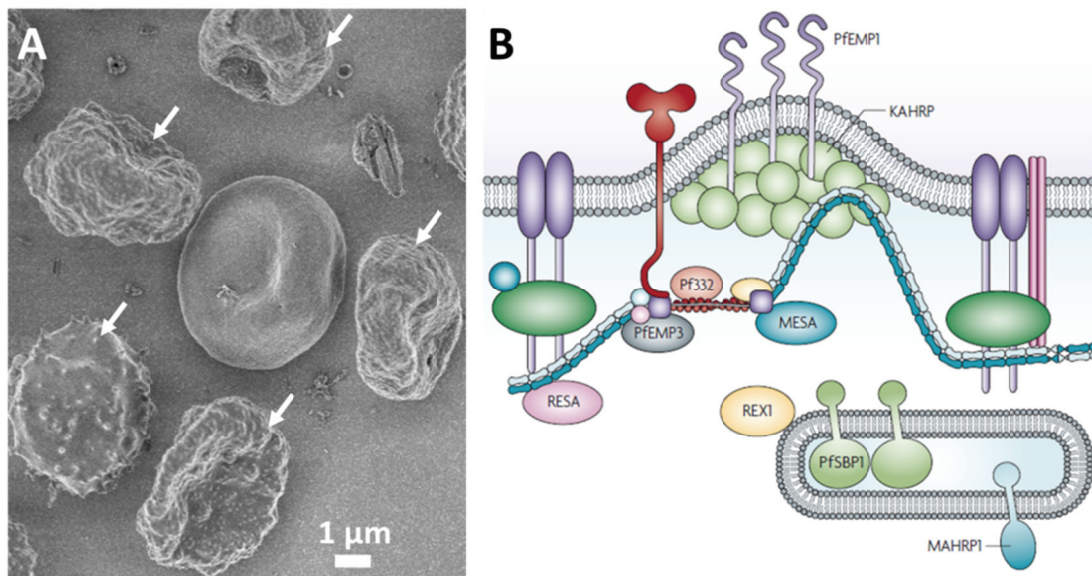 A
1 μm
B
PfEMP1
KAHRP
Pf332
PfEMP3
MESA
RESA
REX1
PfSBP1
MAHRP1